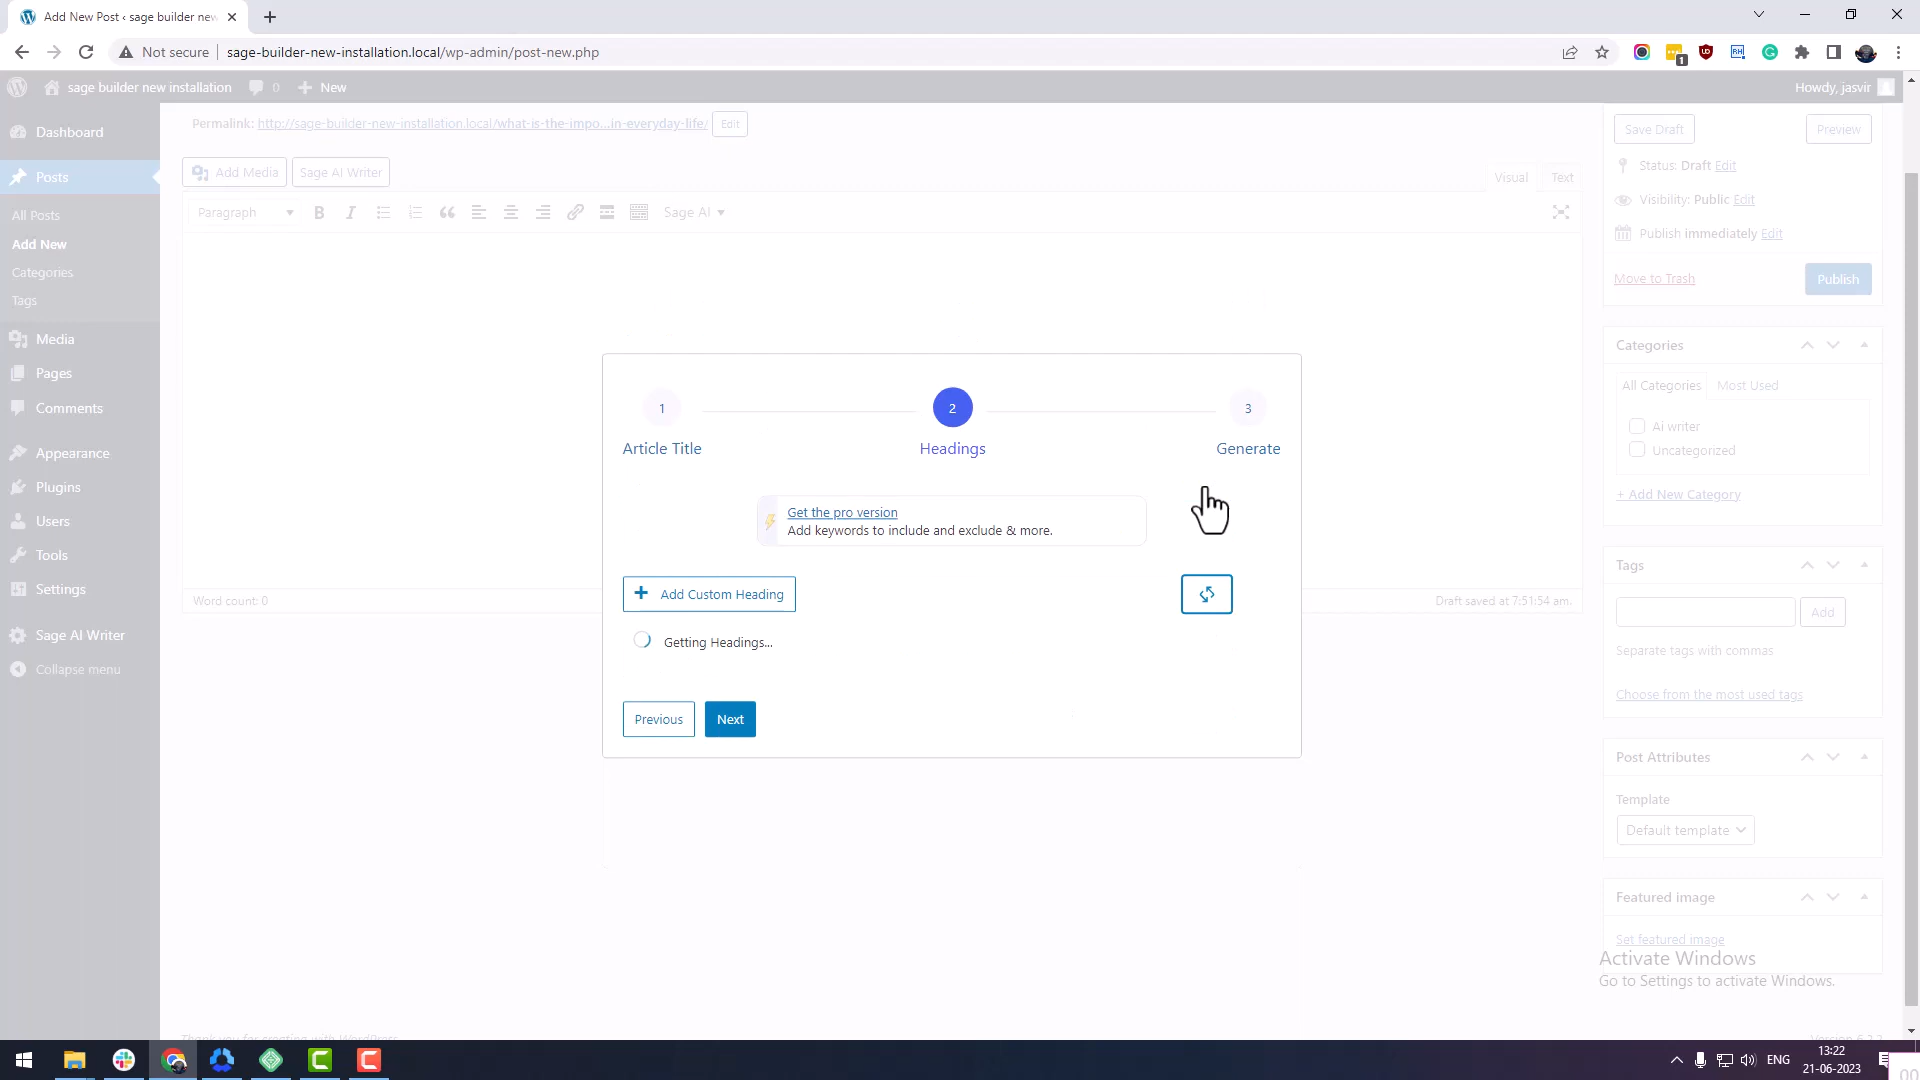 Add New Post ‹ sage builder new
Not secure
sage-builder-new-installation.local/wp-admin/post-new.php
1
sage builder new installation
0
New
Howdy, jasvir
Dashboard
Posts
All Posts
Add New
Categories
Tags
Media
Pages
Comments
Appearance
Plugins
Users
Tools
Settings
Sage AI Writer
Collapse menu
Permalink: http://sage-builder-new-installation.local/what-is-the-impo...in-everyday-life/ Edit
Add Media
Sage AI Writer
Visual
Text
Paragraph
Sage AI
Word count: 0
Draft saved at 7:51:54 am.
1
2
3
Article Title
Headings
Generate
Get the pro version
Add keywords to include and exclude & more.
Add Custom Heading
Getting Headings...
Previous
Next
Save Draft
Preview
Status: Draft Edit
Visibility: Public Edit
Publish immediately Edit
Move to Trash
Publish
Categories
All Categories
Most Used
Ai writer
Uncategorized
+ Add New Category
Tags
Add
Separate tags with commas
Choose from the most used tags
Post Attributes
Template
Default template
Featured image
Set featured image
Activate Windows
Go to Settings to activate Windows.
ENG
13:22
21-06-2023